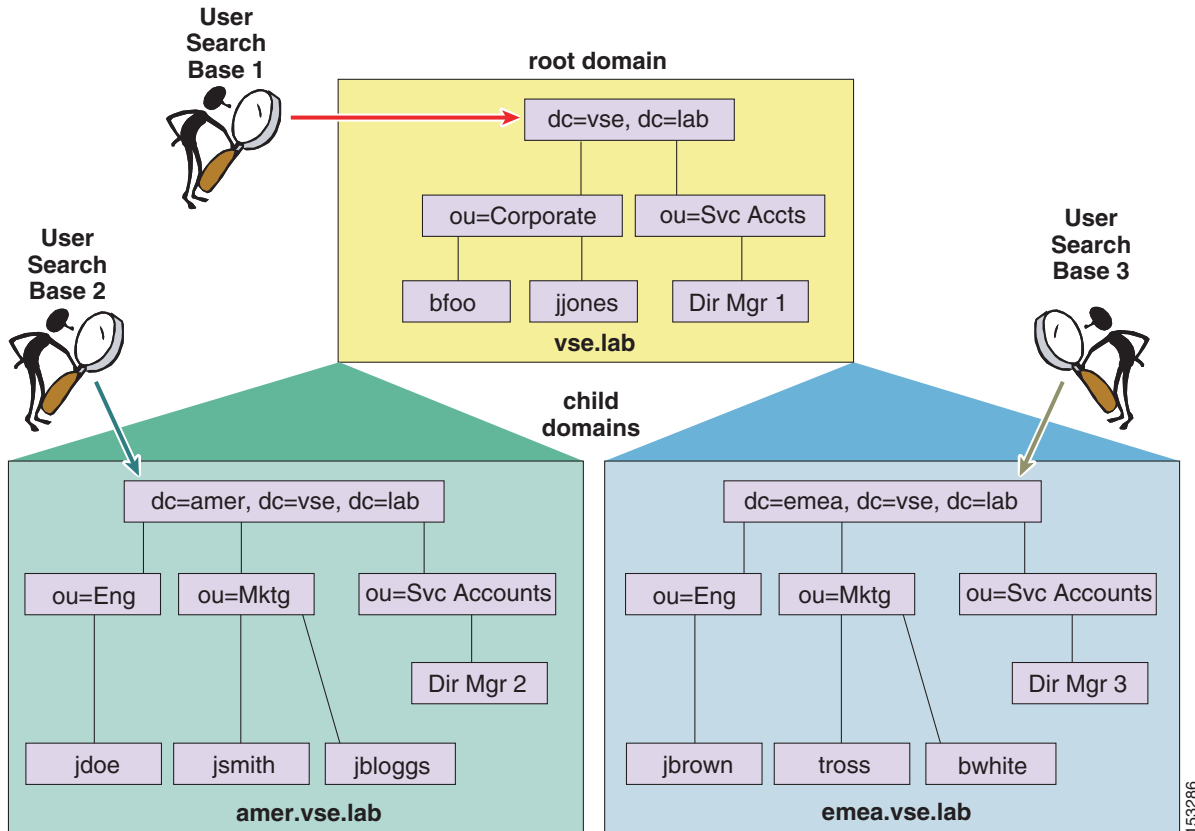 User
Search
Base 1
root domain
dc=vse, dc=lab
ou=Corporate
ou=Svc Accts
bfoo
jjones
Dir Mgr 1
vse.lab
User
Search
Base 2
User
Search
Base 3
child
domains
dc=amer, dc=vse, dc=lab
ou=Eng
ou=Mktg
ou=Svc Accounts
Dir Mgr 2
jdoe
jsmith
jbloggs
amer.vse.lab
dc=emea, dc=vse, dc=lab
ou=Eng
ou=Mktg
ou=Svc Accounts
Dir Mgr 3
jbrown
tross
bwhite
emea.vse.lab
153286